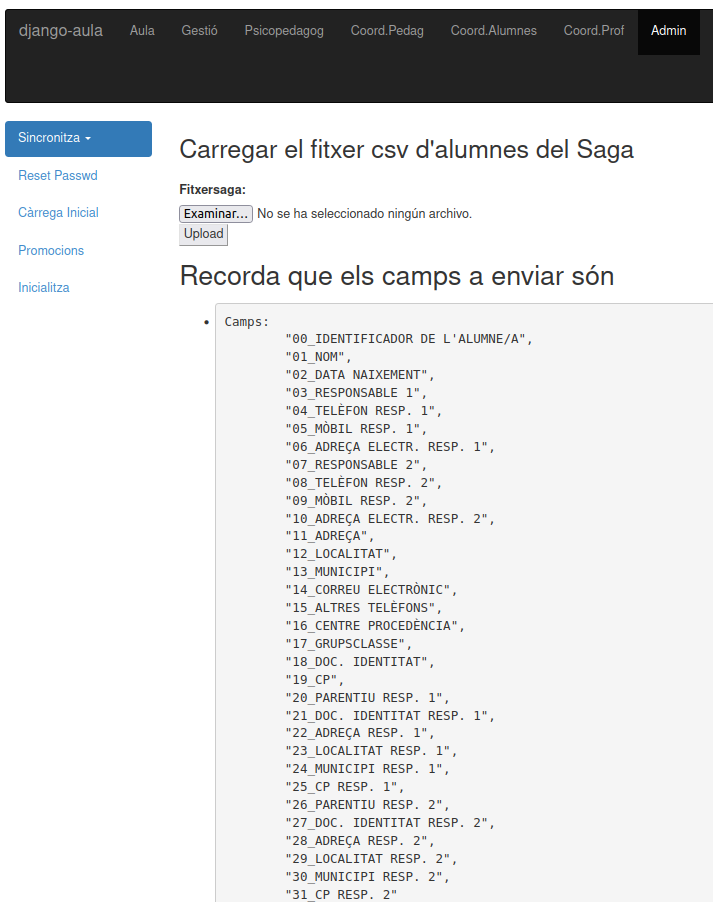 django-aula Aula Gestió Psicopedagog Coord.Pedag Coord.Alumnes Coord.Prof Admin
Sincronitza
Reset Passwd
Càrrega Inicial
Promocions
Inicialitza
Carregar el fitxer csv d'alumnes del Saga
Fitxersaga:
Examinar... No se ha seleccionado ningún archivo.
Upload
Recorda que els camps a enviar són
• Camps:
"00_IDENTIFICADOR DE L'ALUMNE/A",
"01_NOM",
"02_DATA NAIXEMENT",
"03_RESPONSABLE 1",
"04_TELÈFON RESP. 1",
"05_MÒBIL RESP. 1",
"06_ADREÇA ELECTR. RESP. 1",
"07_RESPONSABLE 2",
"08_TELÈFON RESP. 2",
"09_MÒBIL RESP. 2",
"10_ADREÇA ELECTR. RESP. 2",
"11_ADREÇA",
"12_LOCALITAT",
"13_MUNICIPI",
"14_CORREU ELECTRÒNIC",
"15_ALTRES TELÈFONS",
"16_CENTRE PROCEDÈNCIA",
"17_GRUPSCLASSE",
"18_DOC. IDENTITAT",
"19_CP",
"20_PARENTIU RESP. 1",
"21_DOC. IDENTITAT RESP. 1",
"22_ADREÇA RESP. 1",
"23_LOCALITAT RESP. 1",
"24_MUNICIPI RESP. 1",
"25_CP RESP. 1",
"26_PARENTIU RESP. 2",
"27_DOC. IDENTITAT RESP. 2",
"28_ADREÇA RESP. 2",
"29_LOCALITAT RESP. 2",
"30_MUNICIPI RESP. 2",
"31_CP RESP. 2"